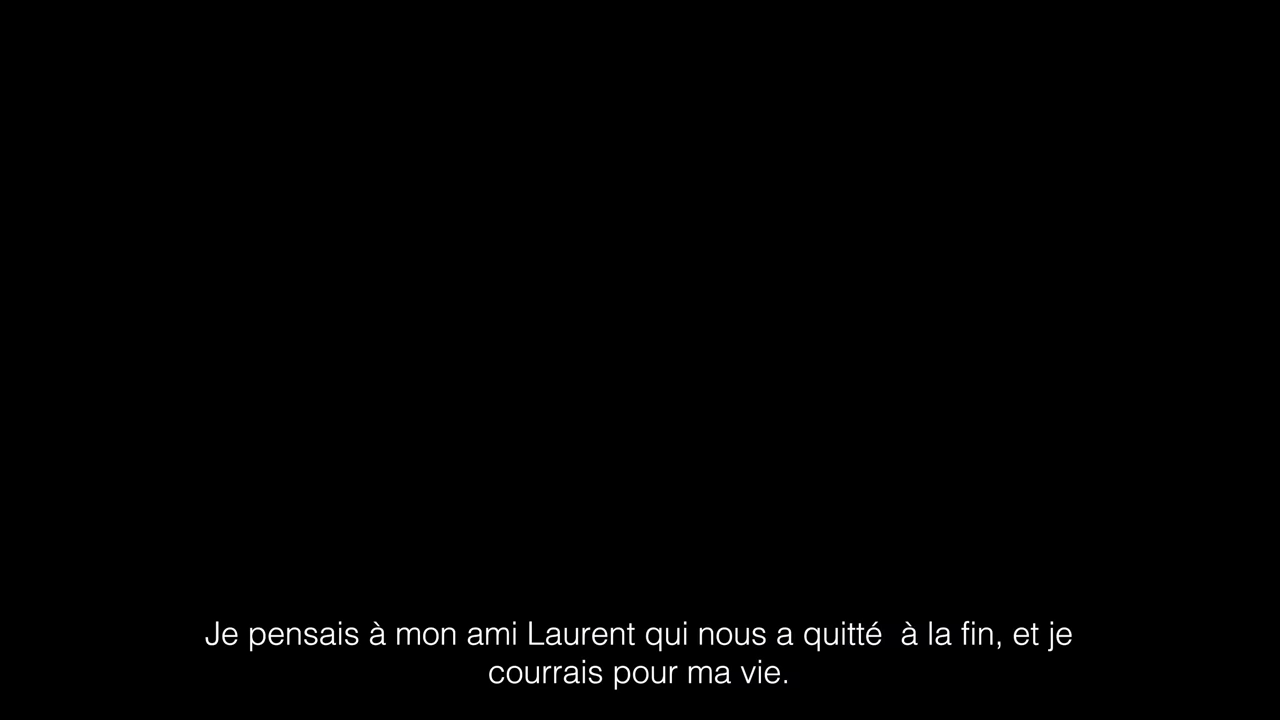 Je pensais à mon ami Laurent qui nous a quitté  à la fin, et je
courrais pour ma vie.